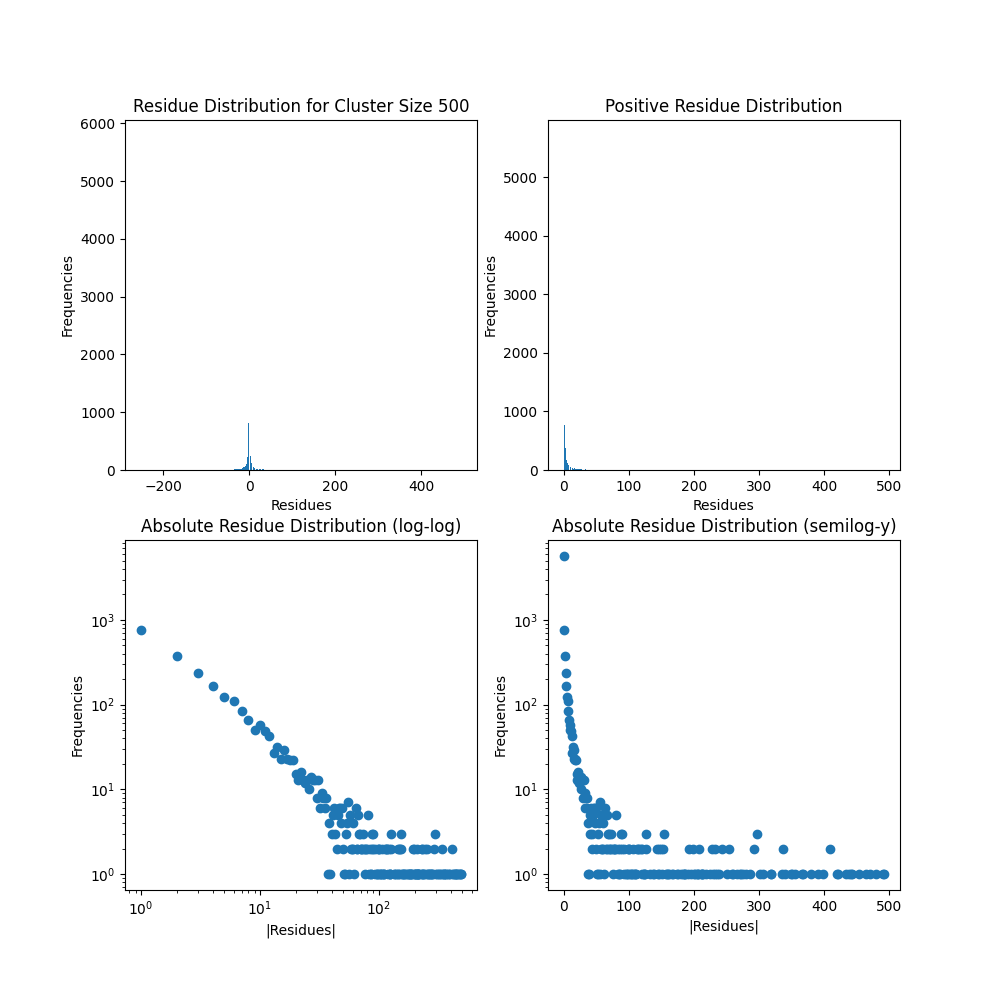 Residue Distribution for Cluster Size 500
6000
5000
4000
3000
2000
1000
0
−200 0 200 400
Frequencies
Residues
Positive Residue Distribution
5000
4000
3000
2000
1000
0
0 100 200 300 400 500
Frequencies
Residues
Absolute Residue Distribution (log-log)
10³
10²
10¹
10⁰
10⁰ 10¹ 10²
Frequencies
|Residues|
Absolute Residue Distribution (semilog-y)
10³
10²
10¹
10⁰
0 100 200 300 400 500
Frequencies
|Residues|